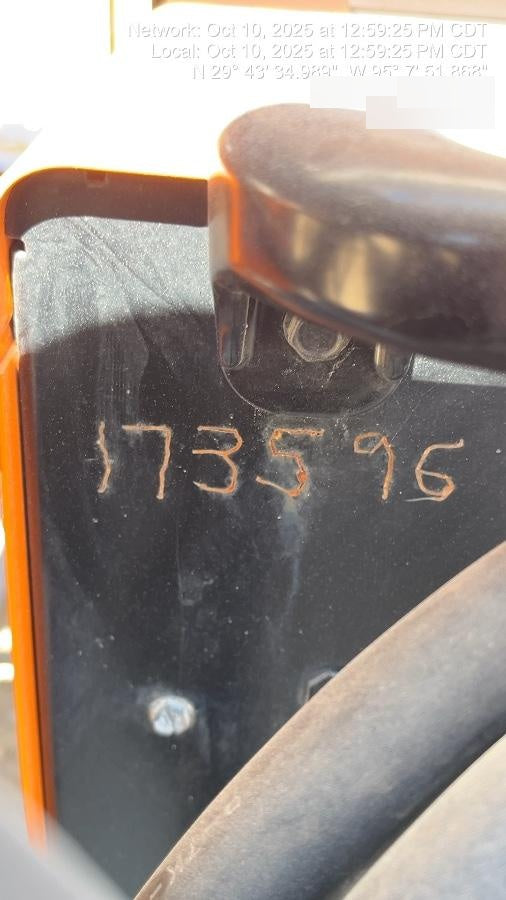 Network: Oct 10, 2025 at 12:59:25 PM CDT
Local: Oct 10, 2025 at 12:59:25 PM CDT
N 29° 43' 34.989", W 95° 7' 51.868"
173596